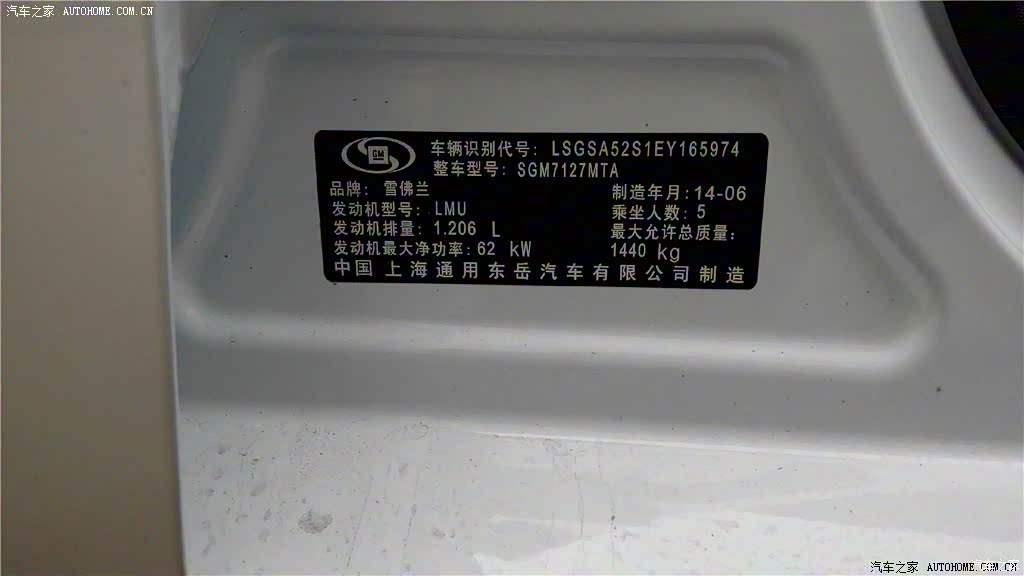 汽车之家 AUTOHOME.COM.CN
GM
车辆识别代号: LSGSA52S1EY165974
整车型号: SGM7127MTA
品牌: 雪佛兰 制造年月: 14-06
发动机型号: LMU 乘坐人数: 5
发动机排量: 1.206 L 最大允许总质量:
发动机最大净功率: 62 kW 1440 kg
中国 上海通用东岳汽车有限公司制造
汽车之家 AUTOHOME.COM.CN